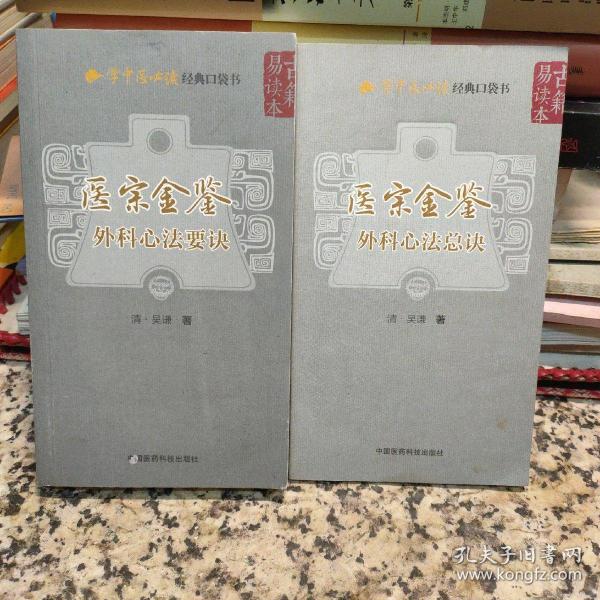 学中医必读经典口袋书
古籍
易读本
医宗金鉴
外科心法要诀
清·吴谦 著
中国医药科技出版社
学中医必读经典口袋书
古籍
易读本
医宗金鉴
外科心法总诀
清·吴谦 著
中国医药科技出版社
孔夫子旧书网
www.kongfz.com